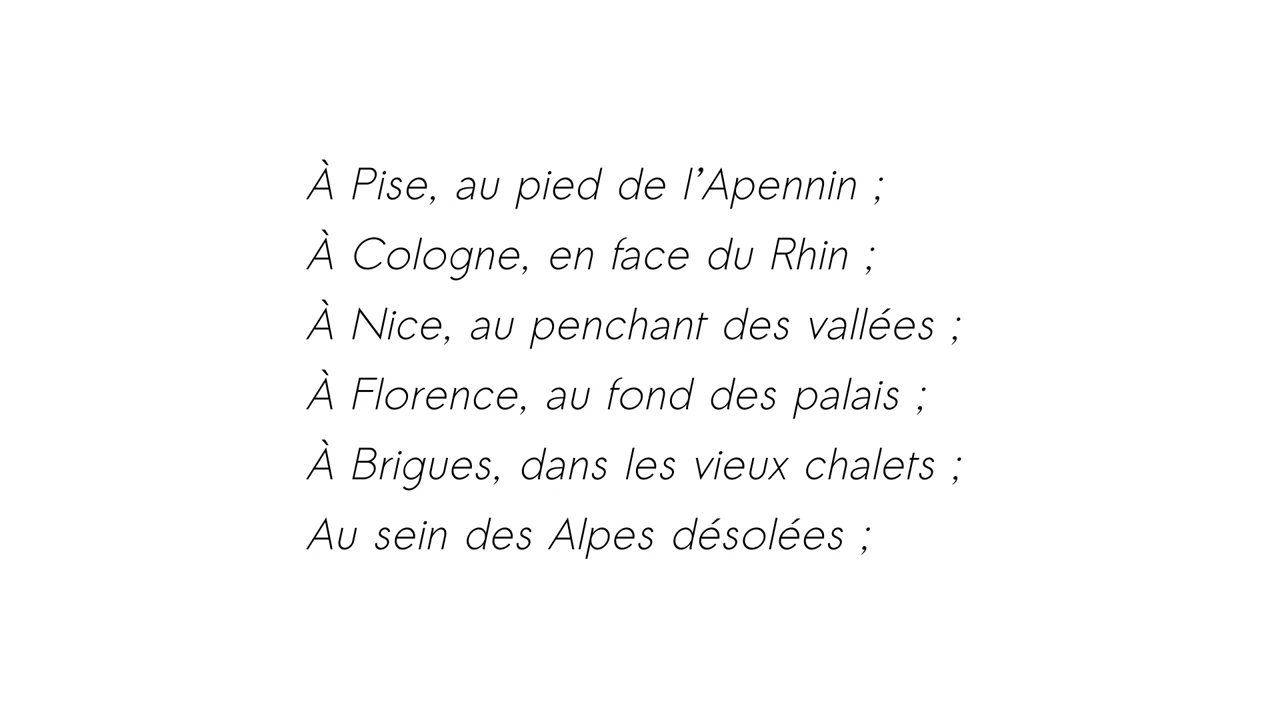 À Pise, au pied de l’Apennin ;
À Cologne, en face du Rhin ;
À Nice, au penchant des vallées ;
À Florence, au fond des palais ;
À Brigues, dans les vieux chalets ;
Au sein des Alpes désolées ;